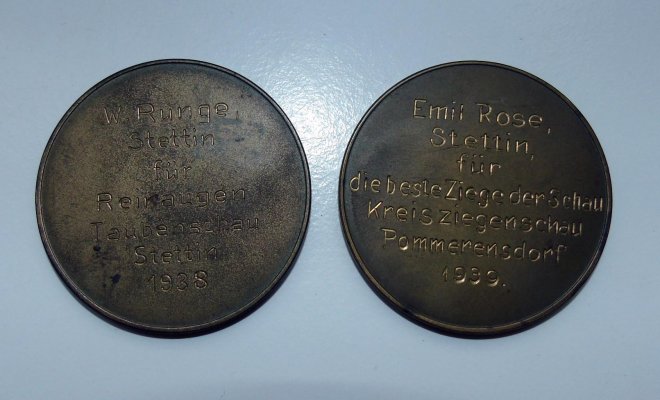 W. Runge,
Stettin
für
Reinaugen
Taubenschau
Stettin
1938
Emil Rose,
Stettin,
für
die beste Ziege der Schau
Kreisziegenschau
Pommerensdorf
1939.